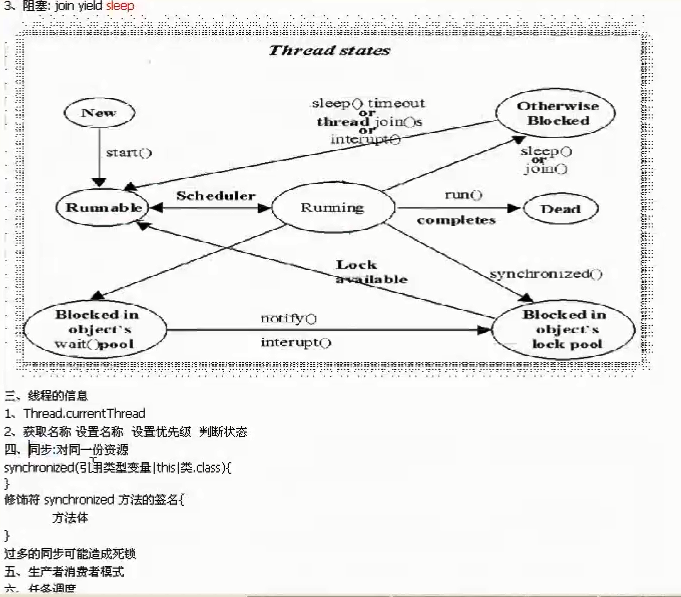 3、阻塞: join yield sleep
Thread states
New
sleep() timeout
or
thread join()s
or
interupt()
Otherwise
Blocked
start()
sleep()
or
join()
Runnable
Scheduler
Running
run()
completes
Dead
Lock
available
synchronized()
Blocked in
object's
wait()pool
notify()
interupt()
Blocked in
object's
lock pool
三、线程的信息
1、Thread.currentThread
2、获取名称 设置名称 设置优先级 判断状态
四、同步:对同一份资源
synchronized(引用类型变量|this|类.class){
}
修饰符 synchronized 方法的签名{
方法体
}
过多的同步可能造成死锁
五、生产者消费者模式
六、任务调度